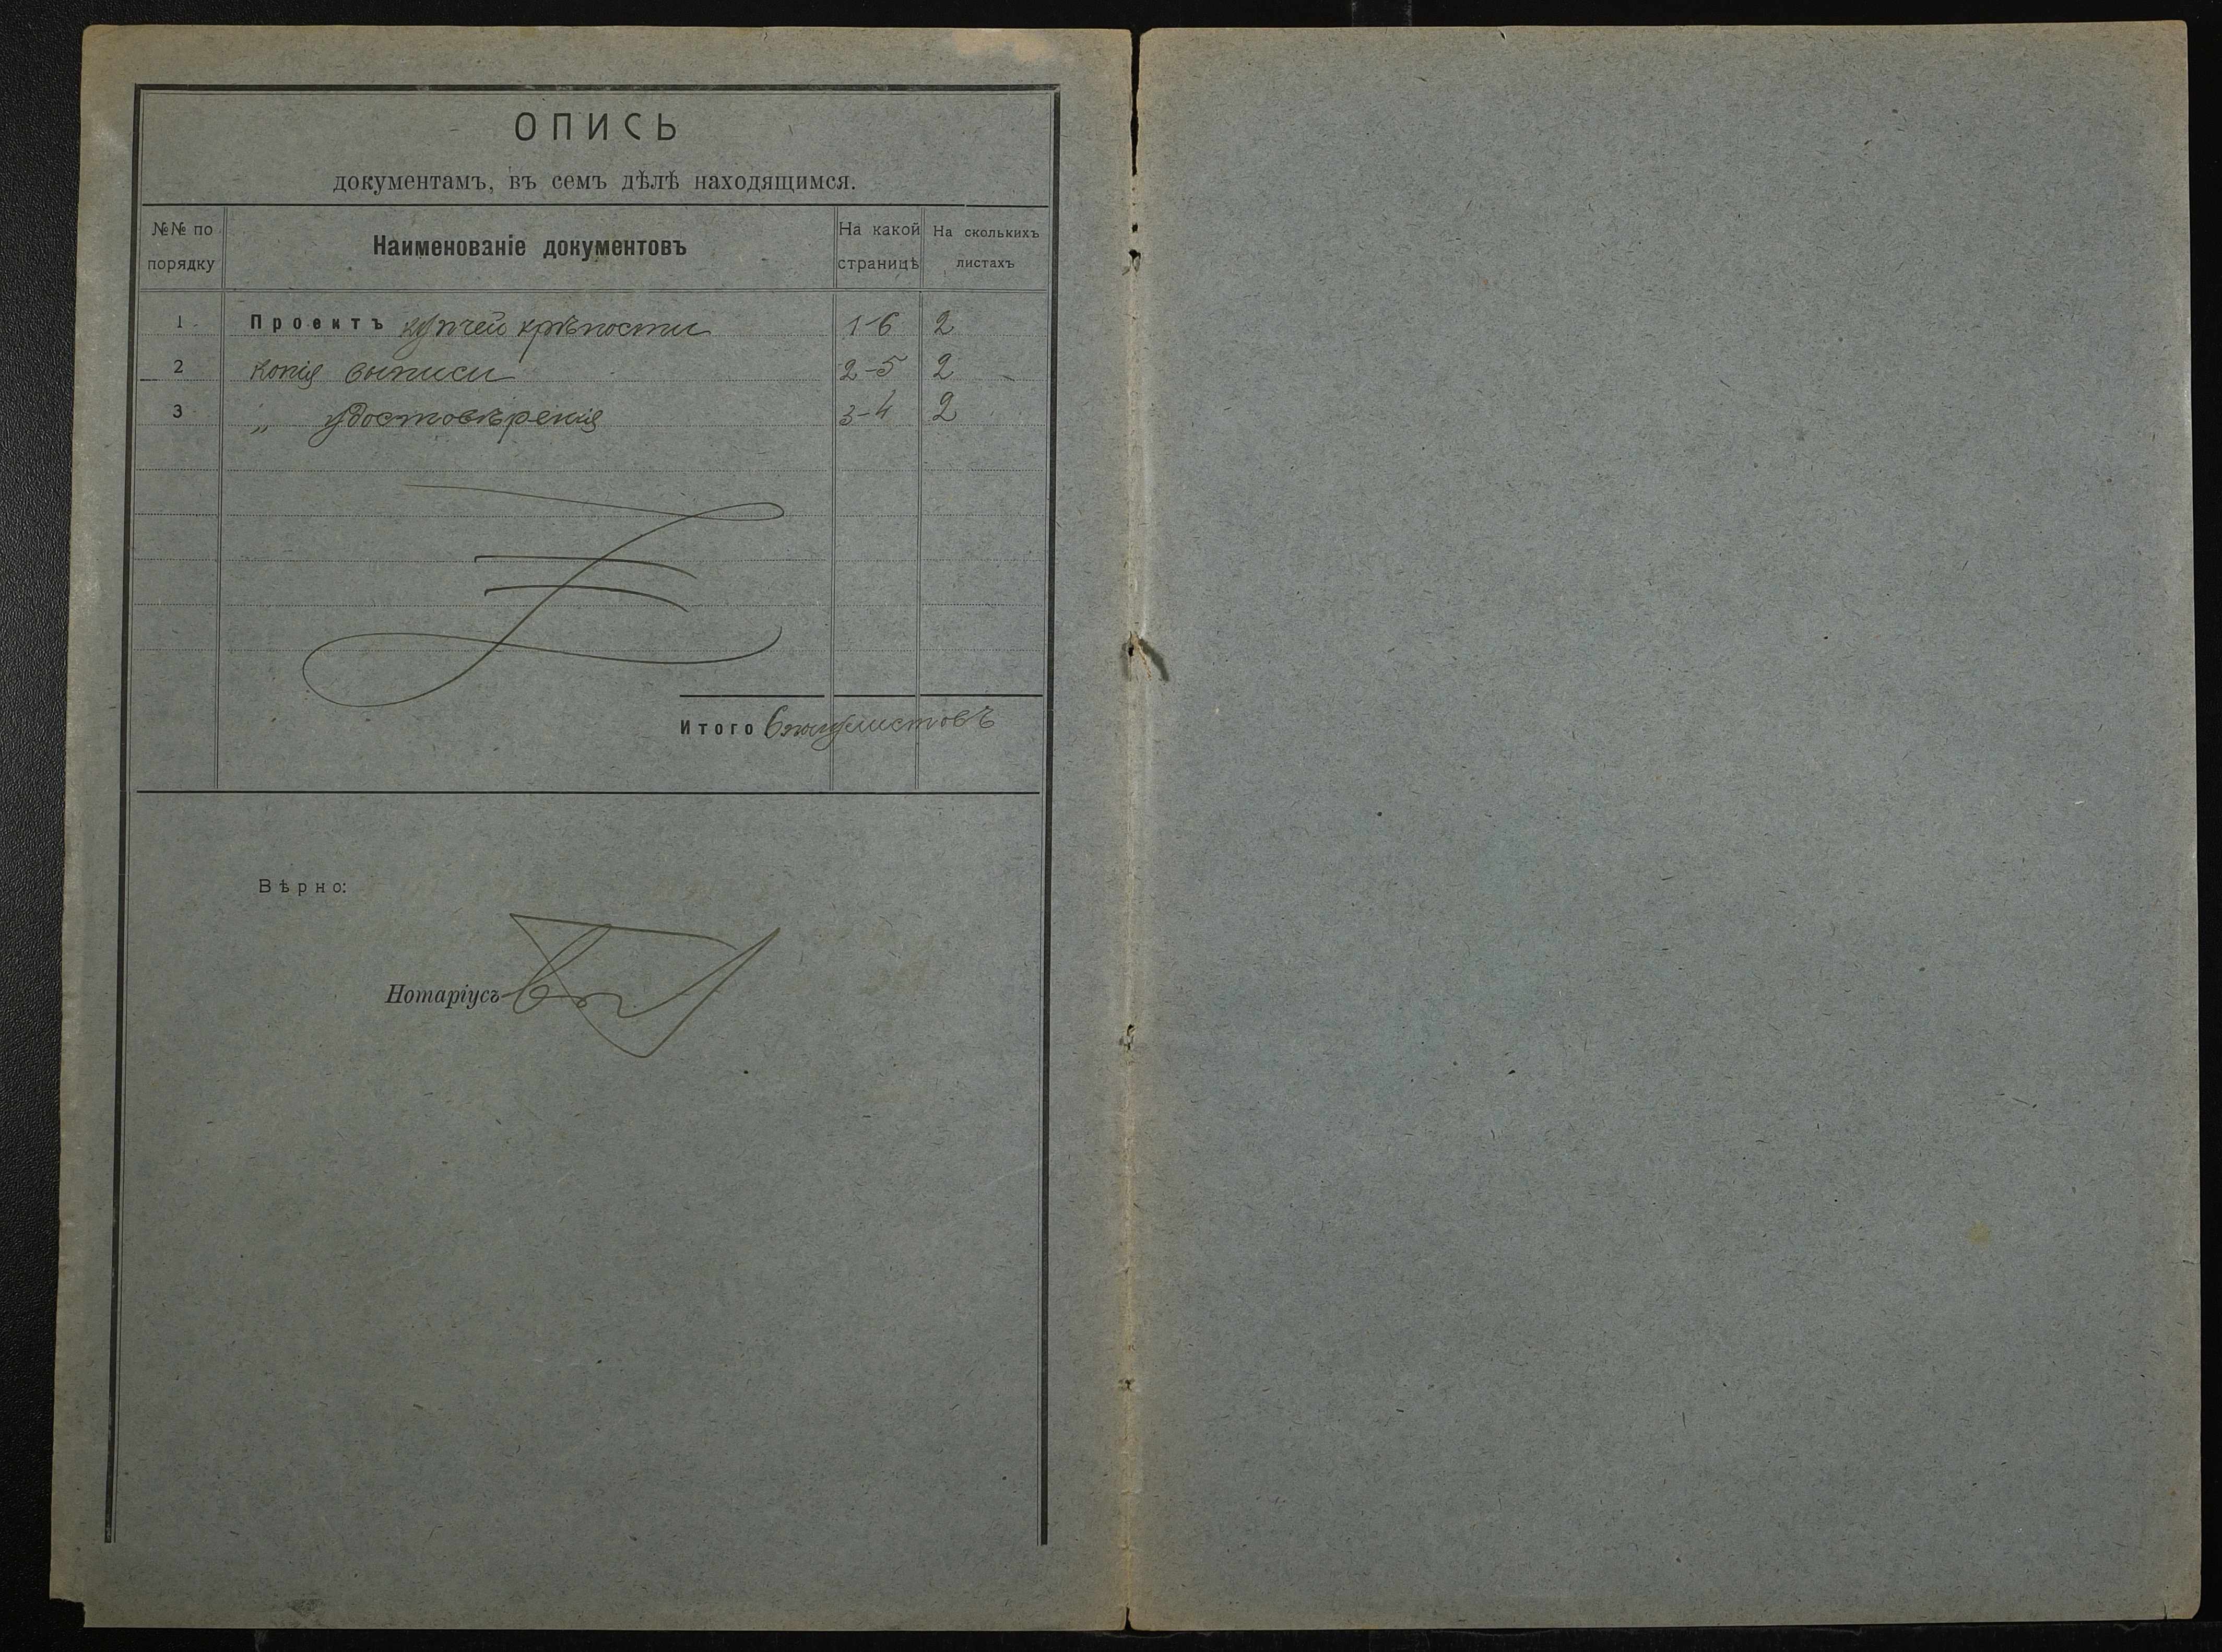 ОПИСЬ
документамъ, въ семъ дѣлѣ находящимся.
№№ по порядку
Наименованіе документовъ
На какой страницѣ
На сколькихъ листахъ
1 Проектъ купчей крѣпости 1-6 2
2 копія выписи 2-5 2
3 „ удостовѣренія 3-4 2
Итого 6 листовъ
Вѣрно:
Нотаріусъ